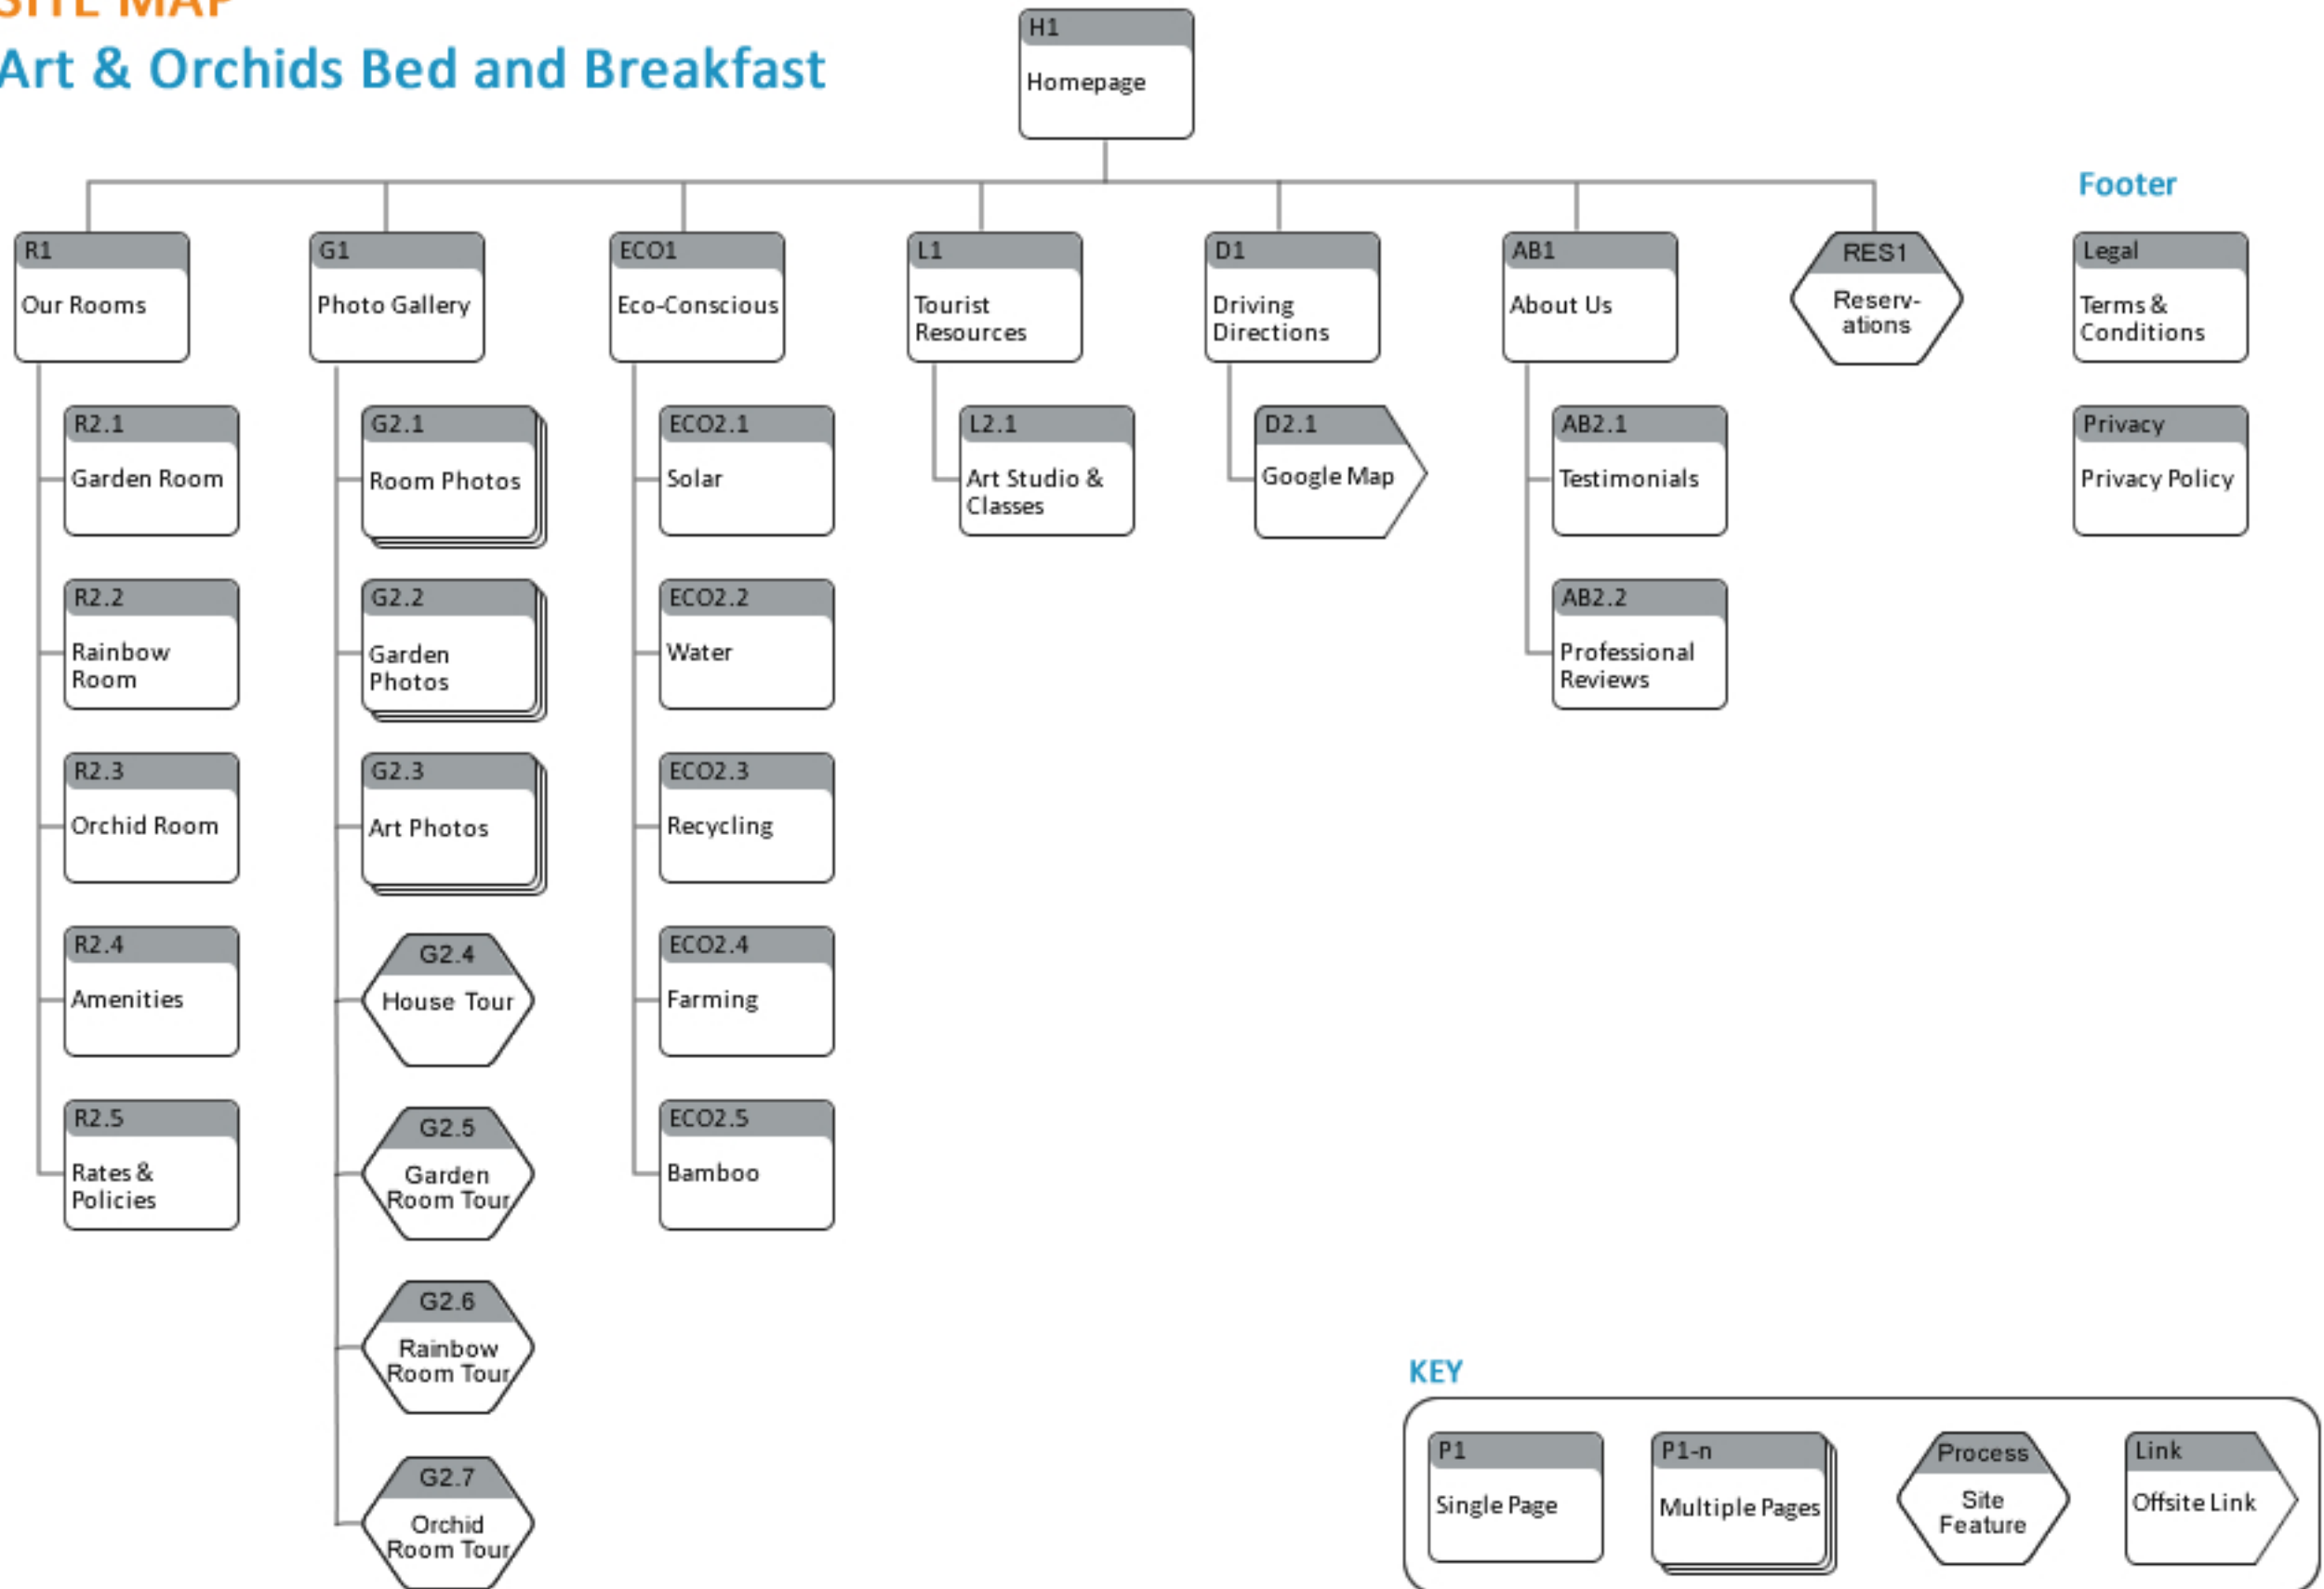 SITE MAP
Art & Orchids Bed and Breakfast
H1
Homepage
Footer
R1
Our Rooms
G1
Photo Gallery
ECO1
Eco-Conscious
L1
Tourist
Resources
D1
Driving
Directions
AB1
About Us
RES1
Reserv-
ations
Legal
Terms &
Conditions
R2.1
Garden Room
G2.1
Room Photos
ECO2.1
Solar
L2.1
Art Studio &
Classes
D2.1
Google Map
AB2.1
Testimonials
Privacy
Privacy Policy
R2.2
Rainbow
Room
G2.2
Garden
Photos
ECO2.2
Water
AB2.2
Professional
Reviews
R2.3
Orchid Room
G2.3
Art Photos
ECO2.3
Recycling
R2.4
Amenities
G2.4
House Tour
ECO2.4
Farming
R2.5
Rates &
Policies
G2.5
Garden
Room Tour
ECO2.5
Bamboo
G2.6
Rainbow
Room Tour
G2.7
Orchid
Room Tour
KEY
P1
Single Page
P1-n
Multiple Pages
Process
Site
Feature
Link
Offsite Link